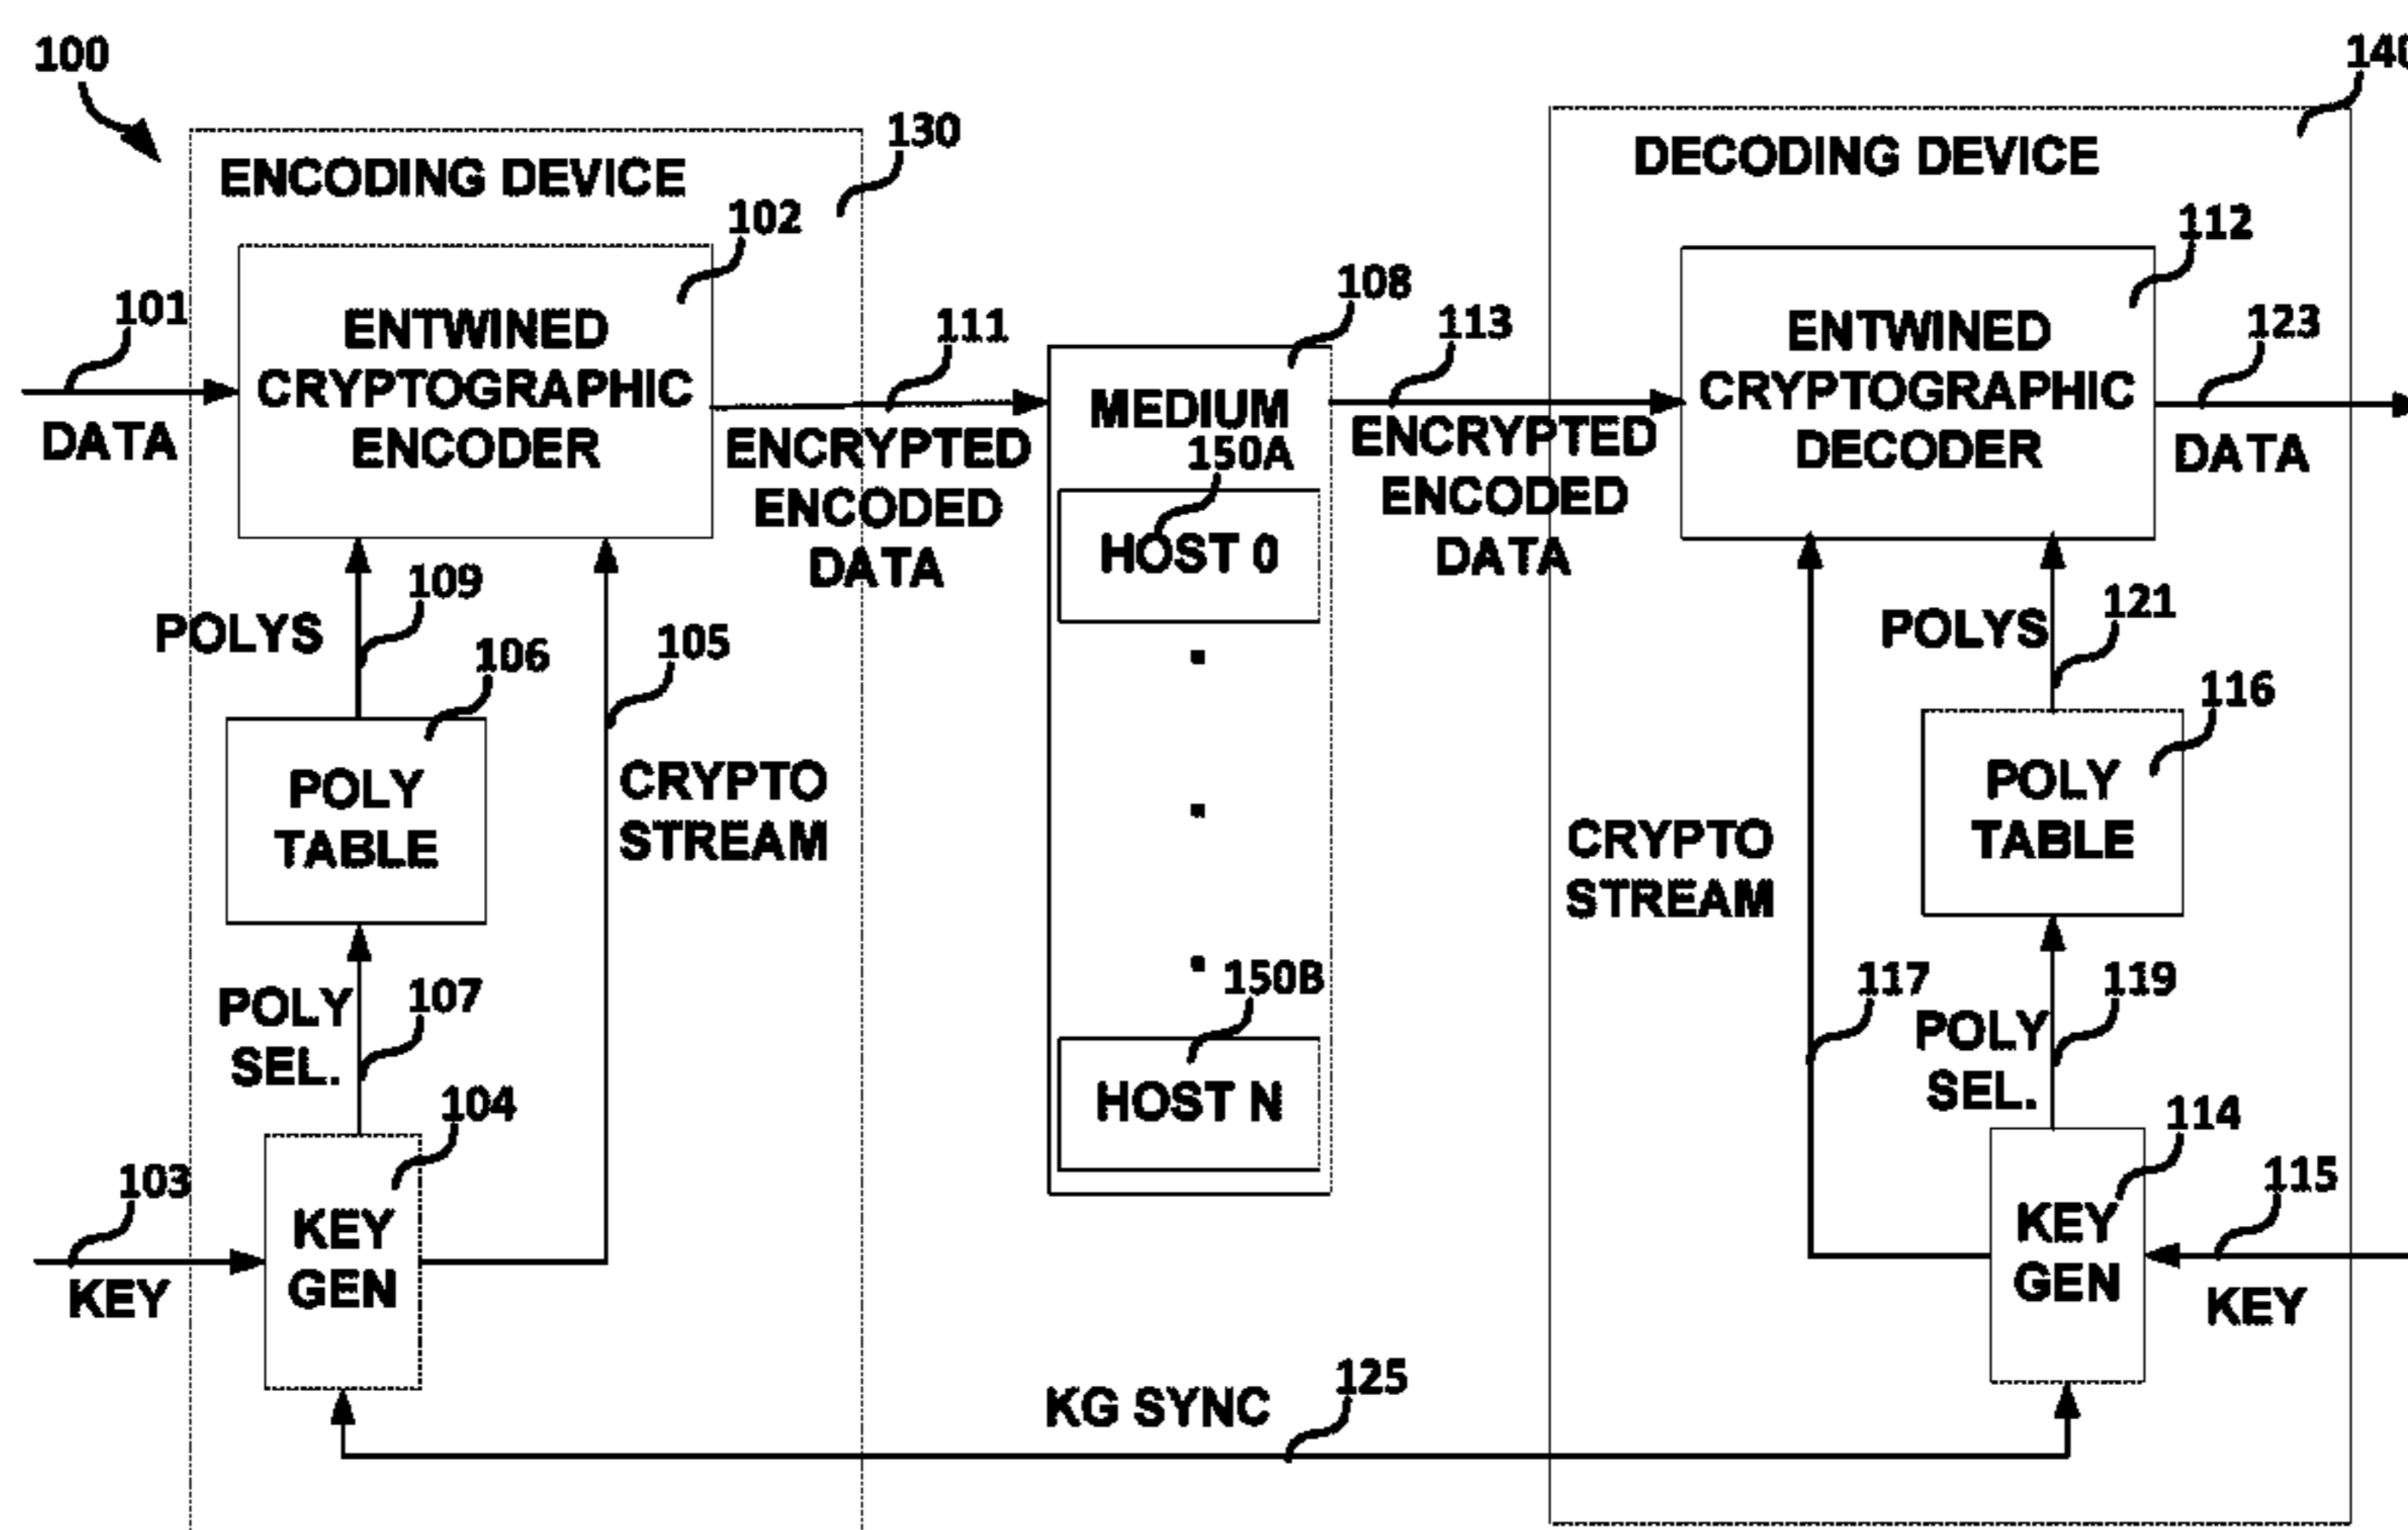 100
140
130
ENCODING DEVICE
DECODING DEVICE
102
112
101
ENTWINED
CRYPTOGRAPHIC
ENCODER
DATA
111
ENCRYPTED
ENCODED
DATA
108
MEDIUM
150A
HOST 0
150B
HOST N
113
ENCRYPTED
ENCODED
DATA
ENTWINED
CRYPTOGRAPHIC
DECODER
123
DATA
109
POLYS
106
105
POLY
TABLE
CRYPTO
STREAM
POLY
SEL.
107
104
103
KEY
KEY
GEN
121
POLYS
116
POLY
TABLE
CRYPTO
STREAM
117
119
POLY
SEL.
114
115
KEY
GEN
KEY
KG SYNC
125